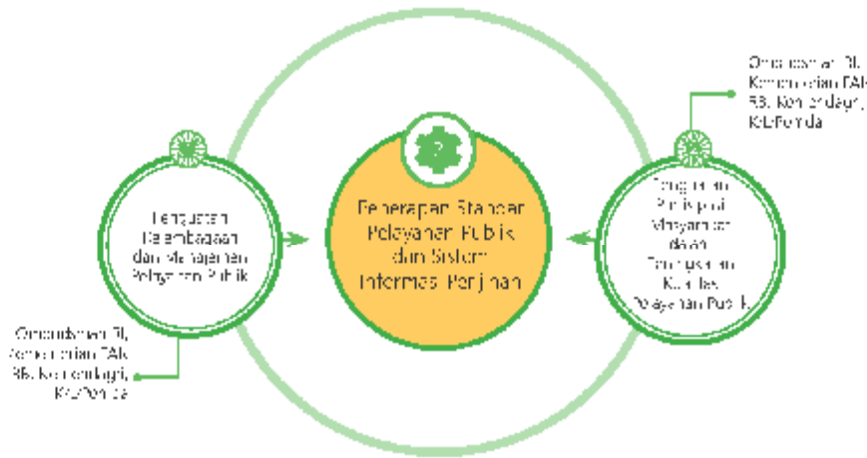 Ombudsman RI,
Kementerian PAN
RB, Kemendagri,
K/L/Pemda
Penguatan
Kelembagaan
dan Manajemen
Pelayanan Publik
Penerapan Standar
Pelayanan Publik
dan Sistem
Informasi Perijinan
Penguatan
Partisipasi
Masyarakat
dalam
Peningkatan
Kualitas
Pelayanan Publik
Ombudsman RI,
Kementerian PAN
RB, Kemendagri,
K/L/Pemda